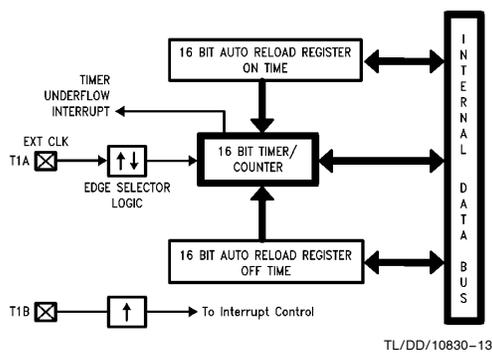 16 BIT AUTO RELOAD REGISTER
ON TIME
TIMER
UNDERFLOW
INTERRUPT
EXT CLK
T1A
EDGE SELECTOR
LOGIC
16 BIT TIMER/
COUNTER
16 BIT AUTO RELOAD REGISTER
OFF TIME
T1B
To Interrupt Control
INTERNAL DATA BUS
TL/DD/10830-13